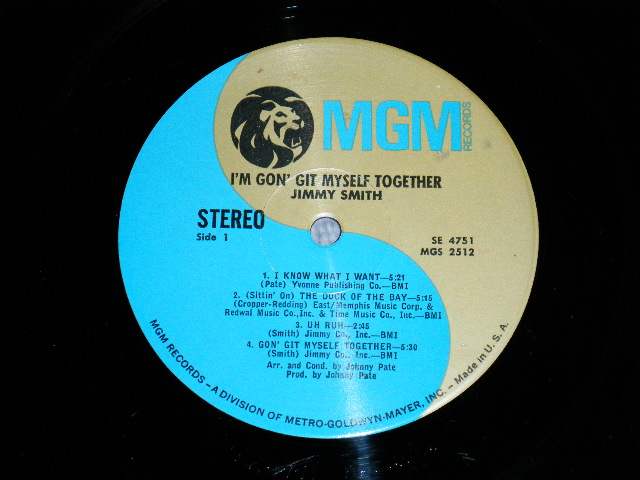 MGM
RECORDS
I'M GON' GIT MYSELF TOGETHER
JIMMY SMITH
STEREO
Side 1
SE 4751
MGS 2512
1. I KNOW WHAT I WANT—5:21
(Pate) Yvonne Publishing Co.—BMI
2. (Sittin' On) THE DUCK OF THE BAY—5:15
(Cropper-Redding) East/Memphis Music Corp. &
Redwal Music Co., Inc. & Time Music Co., Inc.—BMI
3. UH RUH—2:45
(Smith) Jimmy Co., Inc.—BMI
4. GON' GIT MYSELF TOGETHER—5:30
(Smith) Jimmy Co., Inc.—BMI
Arr. and Cond. by Johnny Pate
Prod. by Johnny Pate
MGM RECORDS – A DIVISION OF METRO-GOLDWYN-MAYER, INC. – Made in U. S. A.